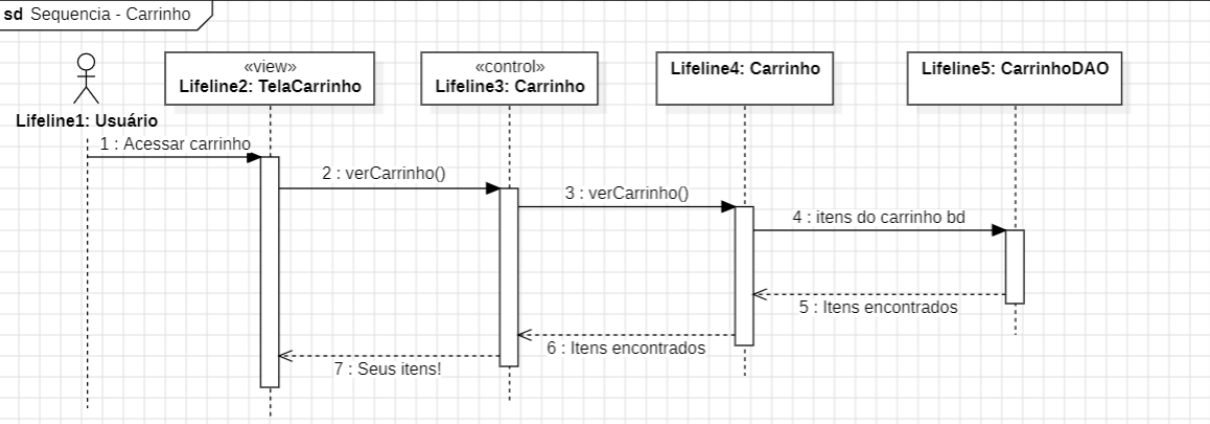 sd Sequencia - Carrinho
Lifeline1: Usuário
«view»
Lifeline2: TelaCarrinho
«control»
Lifeline3: Carrinho
Lifeline4: Carrinho
Lifeline5: CarrinhoDAO
1 : Acessar carrinho
2 : verCarrinho()
3 : verCarrinho()
4 : itens do carrinho bd
5 : Itens encontrados
6 : Itens encontrados
7 : Seus itens!